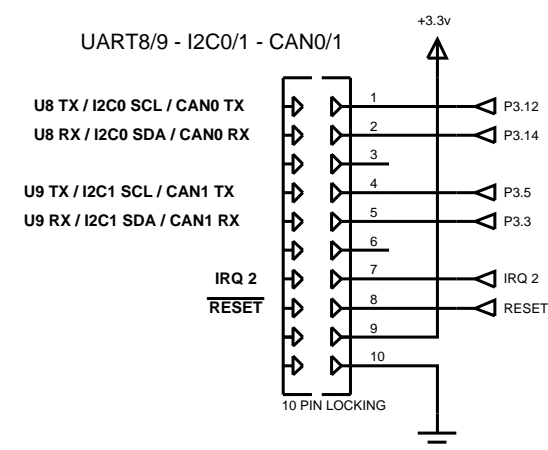 +3.3v
UART8/9 - I2C0/1 - CAN0/1
U8 TX / I2C0 SCL / CAN0 TX 1 P3.12
U8 RX / I2C0 SDA / CAN0 RX 2 P3.14
3
U9 TX / I2C1 SCL / CAN1 TX 4 P3.5
U9 RX / I2C1 SDA / CAN1 RX 5 P3.3
6
IRQ 2 7 IRQ 2
RESET 8 RESET
9
10
10 PIN LOCKING